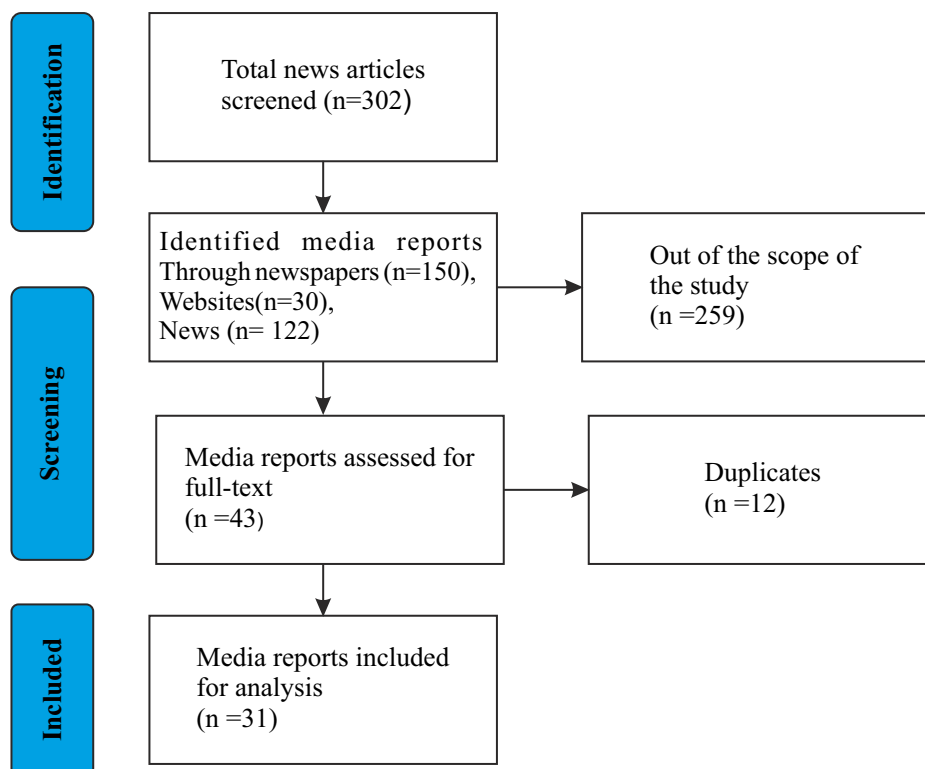 Identification
Total news articles
screened (n=302)
Identified media reports
Through newspapers (n=150),
Websites(n=30),
News (n= 122)
Out of the scope of
the study
(n =259)
Screening
Media reports assessed for
full-text
(n =43)
Duplicates
(n =12)
Included
Media reports included
for analysis
(n =31)